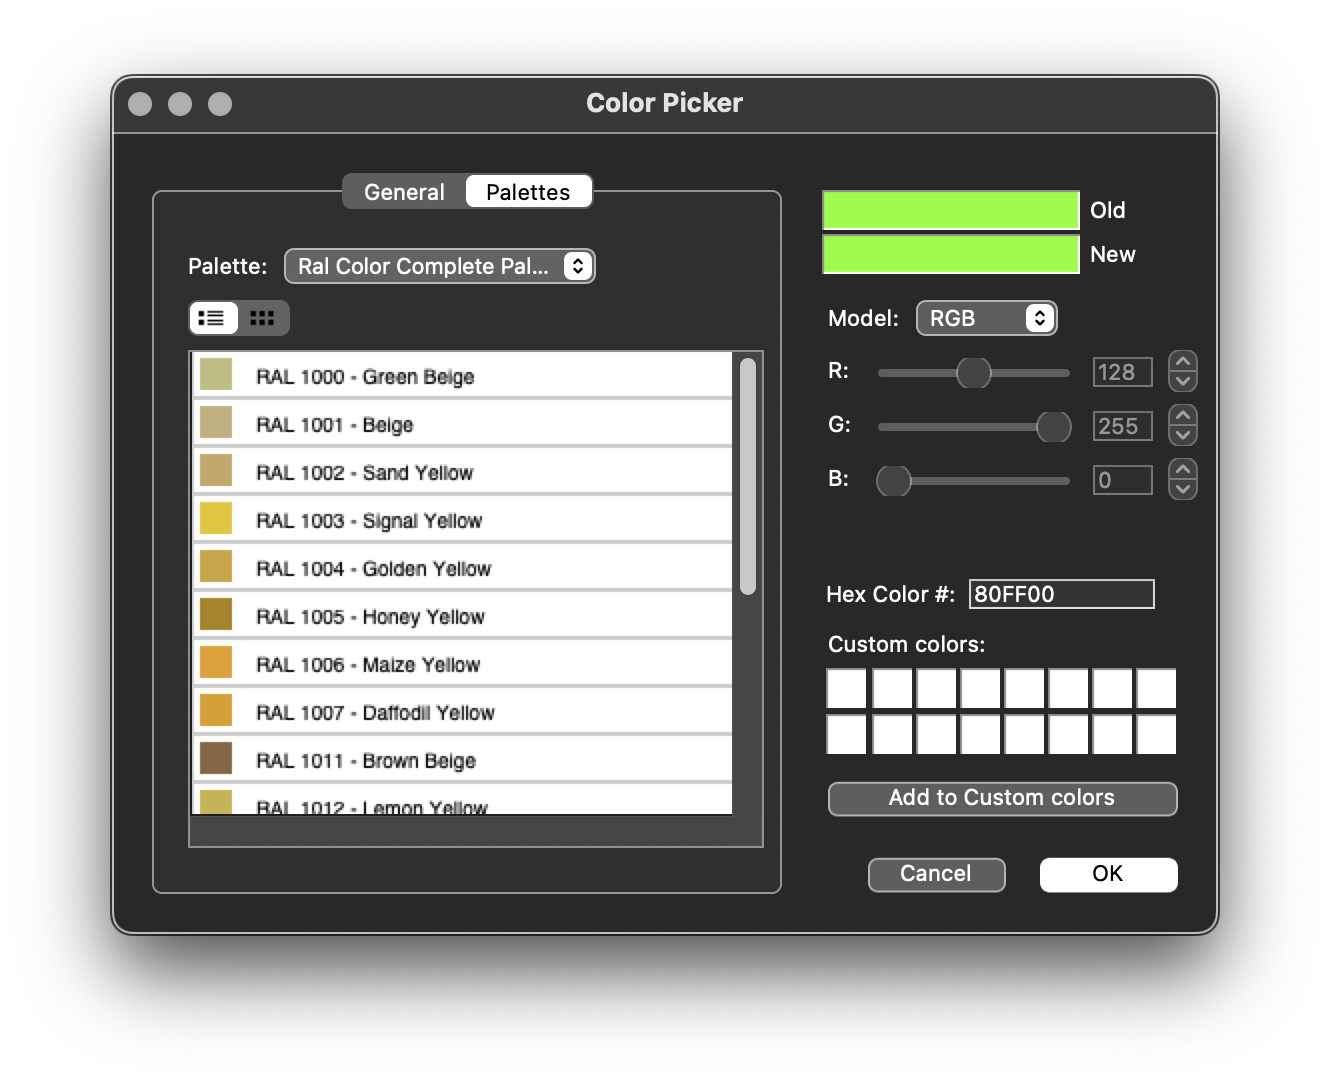 Color Picker
General Palettes
Palette: Ral Color Complete Pal...
RAL 1000 - Green Beige
RAL 1001 - Beige
RAL 1002 - Sand Yellow
RAL 1003 - Signal Yellow
RAL 1004 - Golden Yellow
RAL 1005 - Honey Yellow
RAL 1006 - Maize Yellow
RAL 1007 - Daffodil Yellow
RAL 1011 - Brown Beige
RAL 1012 - Lemon Yellow
Old
New
Model: RGB
R: 128
G: 255
B: 0
Hex Color #: 80FF00
Custom colors:
Add to Custom colors
Cancel OK